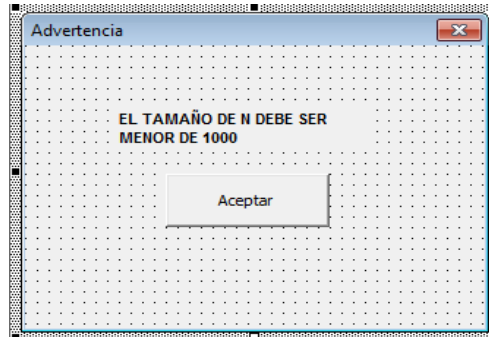 Advertencia
EL TAMAÑO DE N DEBE SER
MENOR DE 1000
Aceptar